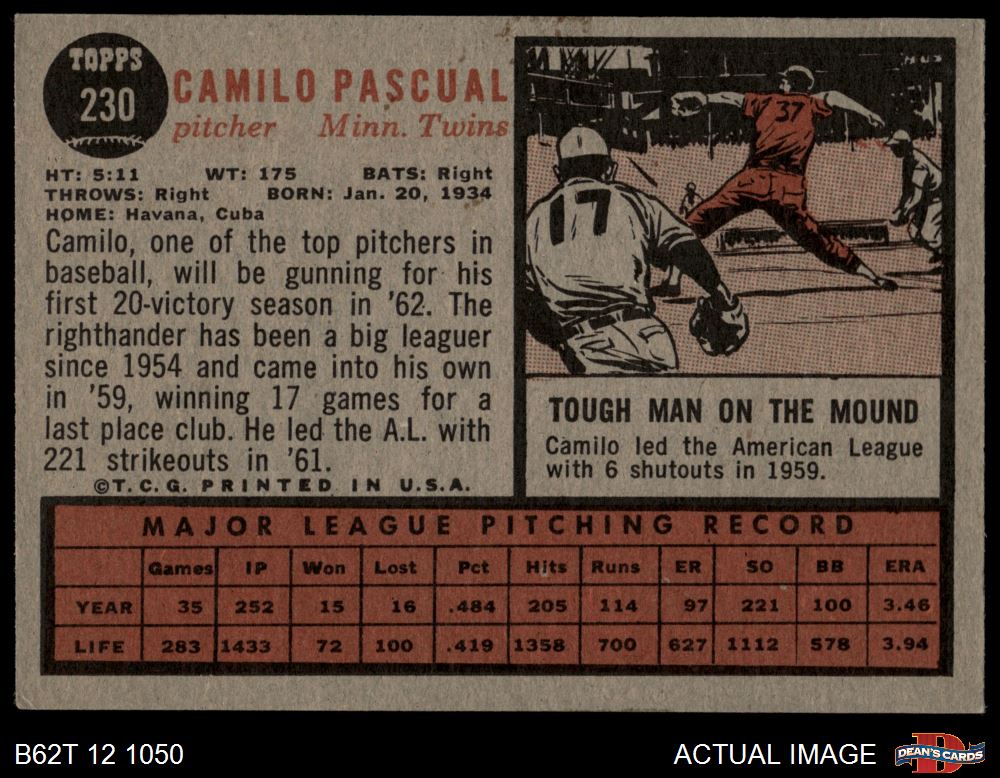 TOPPS
230
CAMILO PASCUAL
pitcher Minn. Twins
HT: 5:11 WT: 175 BATS: Right
THROWS: Right BORN: Jan. 20, 1934
HOME: Havana, Cuba
Camilo, one of the top pitchers in
baseball, will be gunning for his
first 20-victory season in '62. The
righthander has been a big leaguer
since 1954 and came into his own
in '59, winning 17 games for a
last place club. He led the A.L. with
221 strikeouts in '61.
©T.C.G. PRINTED IN U.S.A.
37
17
TOUGH MAN ON THE MOUND
Camilo led the American League
with 6 shutouts in 1959.
MAJOR LEAGUE PITCHING RECORD
Games IP Won Lost Pct Hits Runs ER SO BB ERA
YEAR 35 252 15 16 .484 205 114 97 221 100 3.46
LIFE 283 1433 72 100 .419 1358 700 627 1112 578 3.94
B62T 12 1050
ACTUAL IMAGE
DEAN'S CARDS